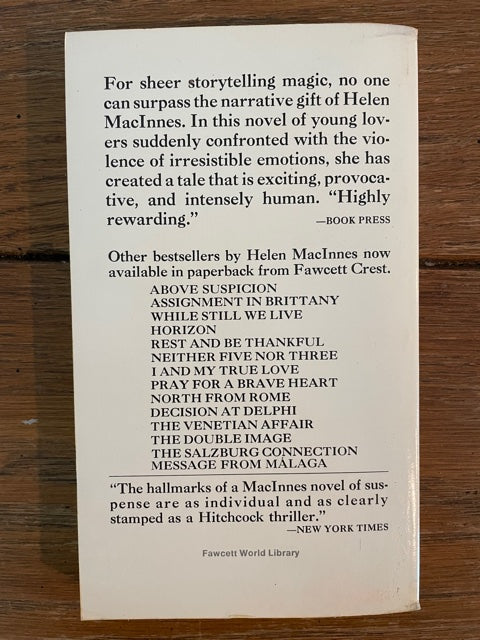 For sheer storytelling magic, no one
can surpass the narrative gift of Helen
MacInnes. In this novel of young lov-
ers suddenly confronted with the vio-
lence of irresistible emotions, she has
created a tale that is exciting, provoca-
tive, and intensely human. “Highly
rewarding.” —BOOK PRESS
Other bestsellers by Helen MacInnes now
available in paperback from Fawcett Crest.
ABOVE SUSPICION
ASSIGNMENT IN BRITTANY
WHILE STILL WE LIVE
HORIZON
REST AND BE THANKFUL
NEITHER FIVE NOR THREE
I AND MY TRUE LOVE
PRAY FOR A BRAVE HEART
NORTH FROM ROME
DECISION AT DELPHI
THE VENETIAN AFFAIR
THE DOUBLE IMAGE
THE SALZBURG CONNECTION
MESSAGE FROM MÁLAGA
“The hallmarks of a MacInnes novel of sus-
pense are as individual and as clearly
stamped as a Hitchcock thriller.”
—NEW YORK TIMES
Fawcett World Library